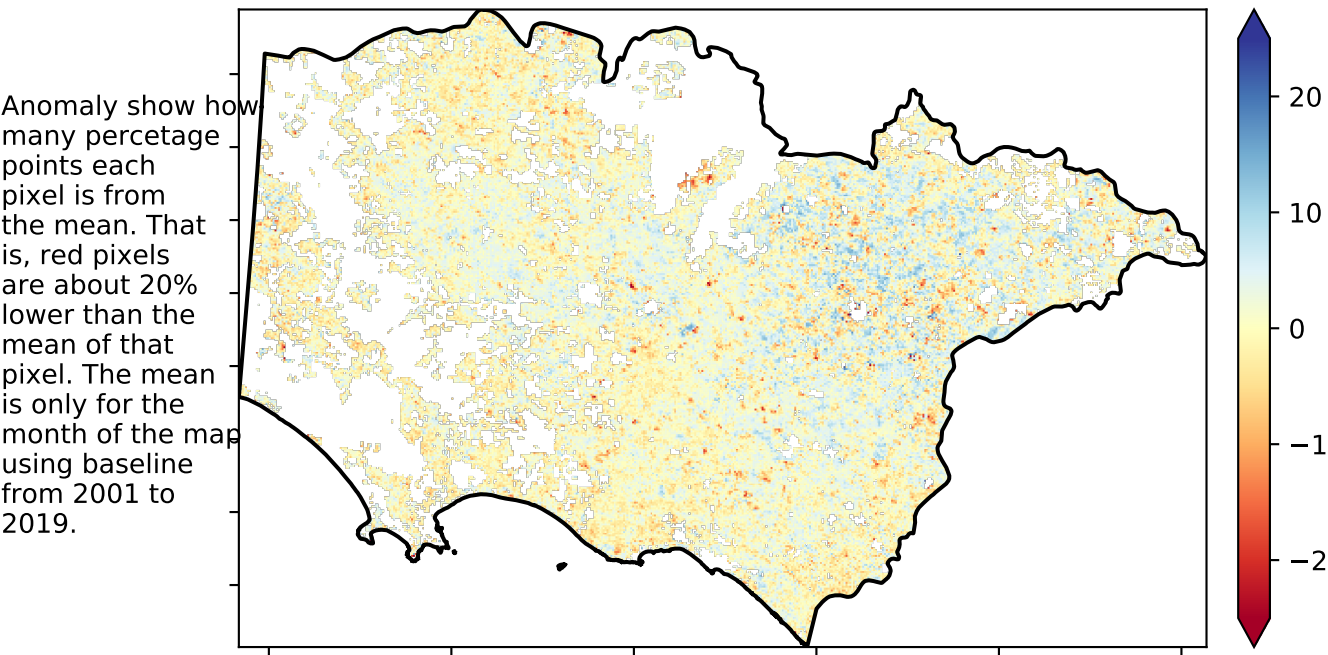 Anomaly show how
many percetage
points each
pixel is from
the mean. That
is, red pixels
are about 20%
lower than the
mean of that
pixel. The mean
is only for the
month of the map
using baseline
from 2001 to
2019.
20
10
0
−1
−2